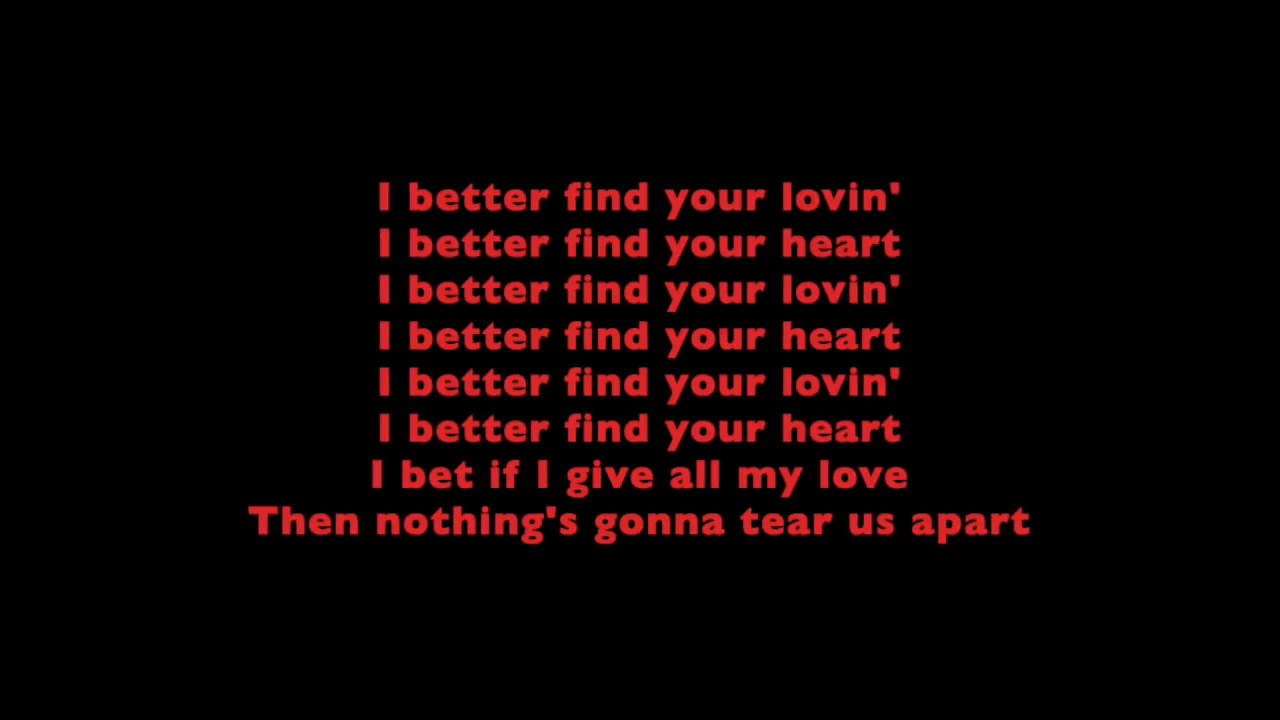 I better find your lovin'
I better find your heart
I better find your lovin'
I better find your heart
I better find your lovin'
I better find your heart
I bet if I give all my love
Then nothing's gonna tear us apart